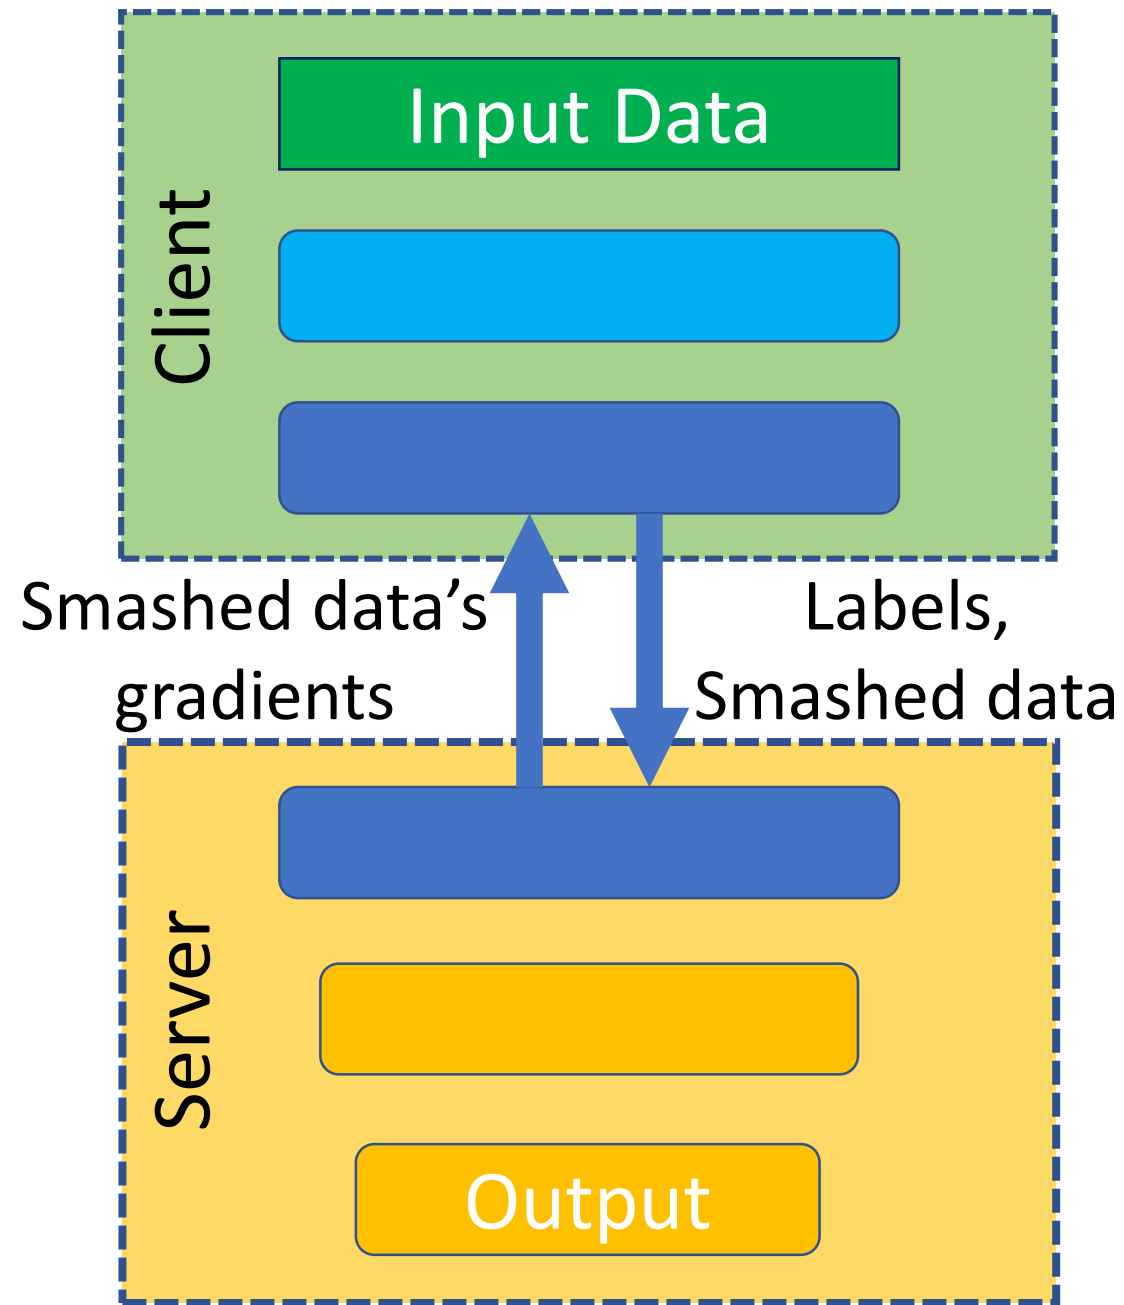 Input Data
Client
Smashed data’s
gradients
Labels,
Smashed data
Server
Output